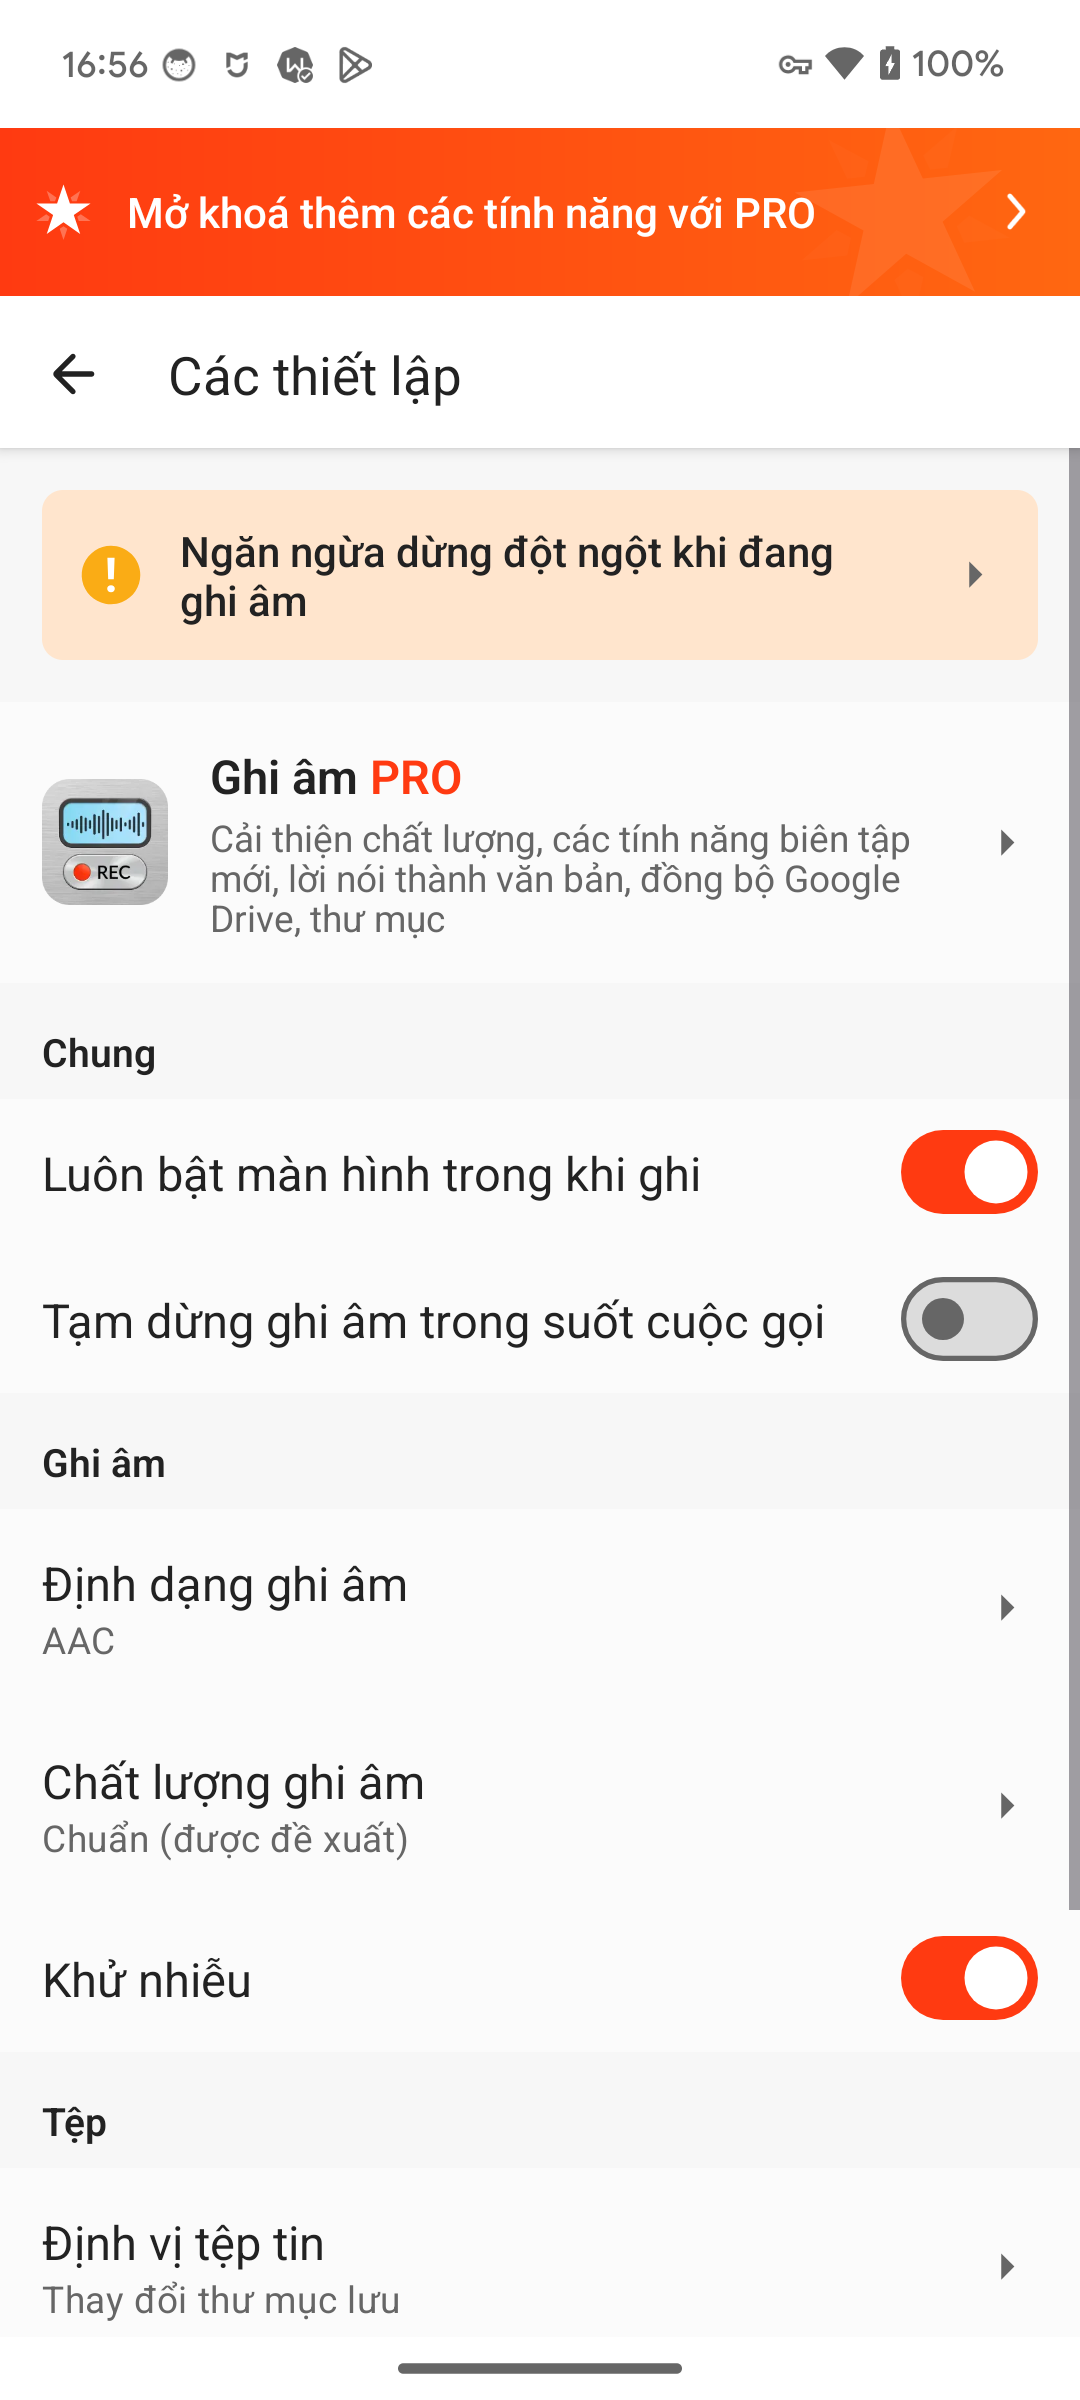 16:56
100%
Mở khoá thêm các tính năng với PRO
Các thiết lập
Ngăn ngừa dừng đột ngột khi đang
ghi âm
Ghi âm PRO
Cải thiện chất lượng, các tính năng biên tập
mới, lời nói thành văn bản, đồng bộ Google
Drive, thư mục
REC
Chung
Luôn bật màn hình trong khi ghi
Tạm dừng ghi âm trong suốt cuộc gọi
Ghi âm
Định dạng ghi âm
AAC
Chất lượng ghi âm
Chuẩn (được đề xuất)
Khử nhiễu
Tệp
Định vị tệp tin
Thay đổi thư mục lưu